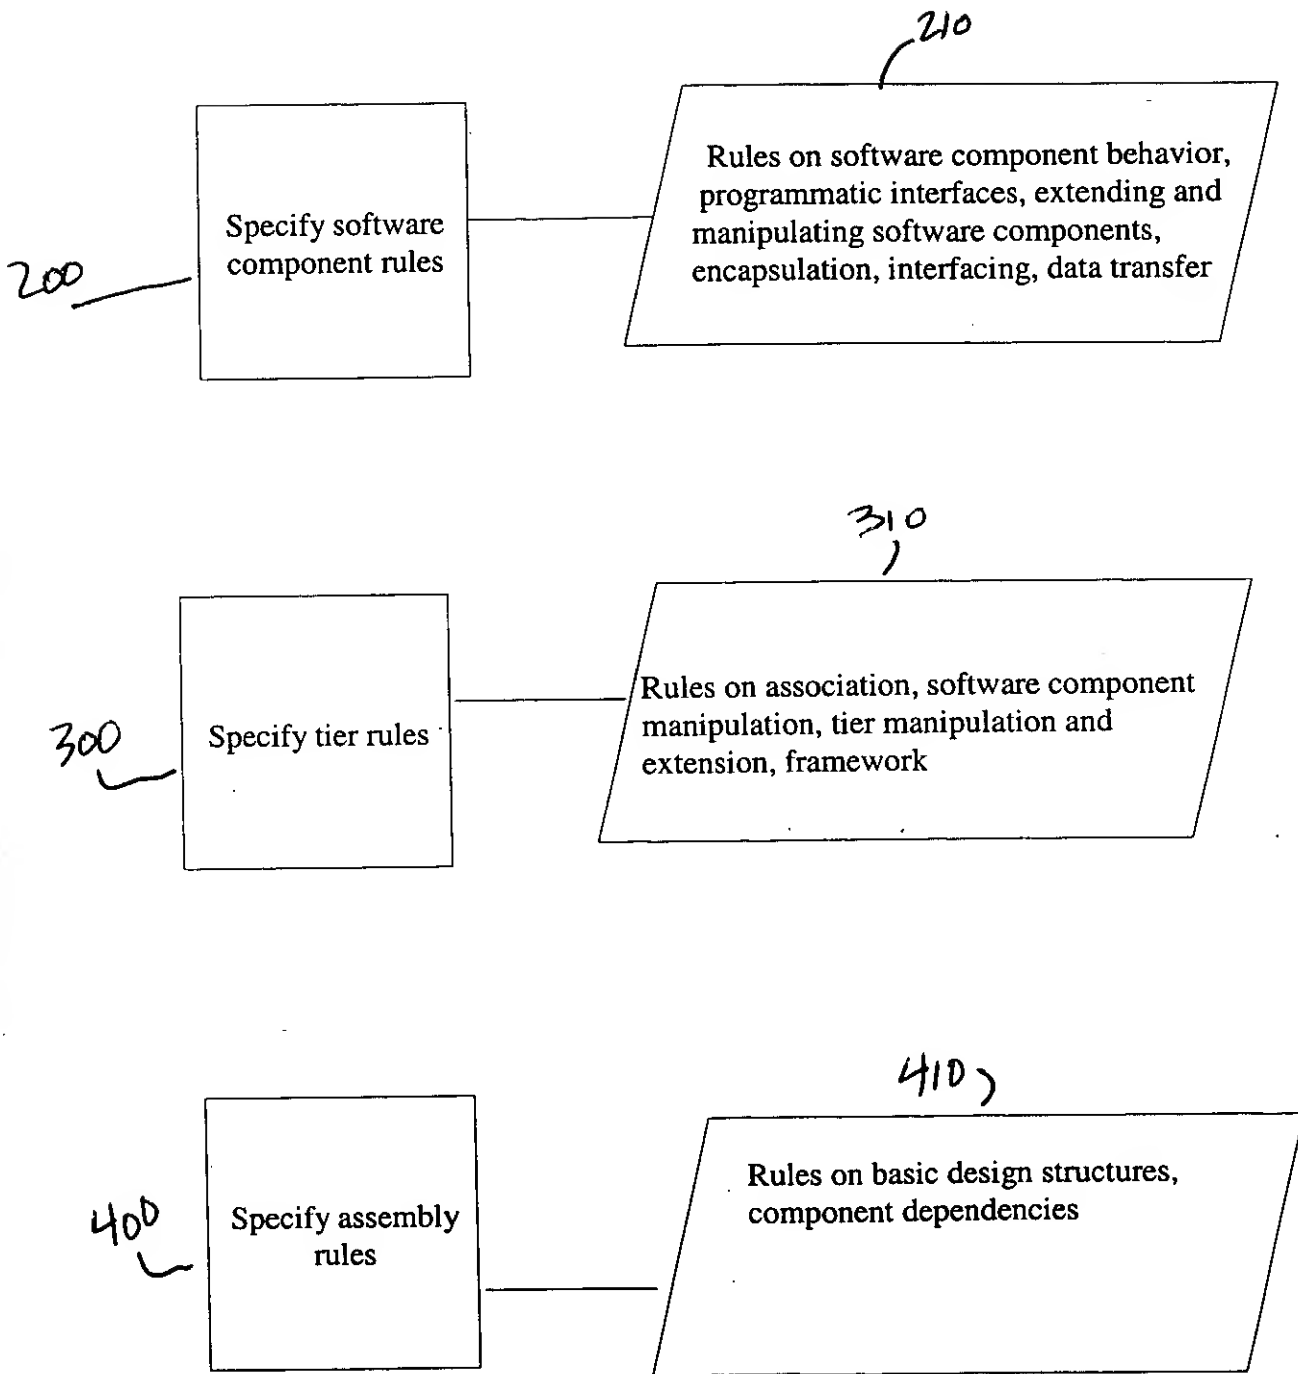 210
Rules on software component behavior,
programmatic interfaces, extending and
manipulating software components,
encapsulation, interfacing, data transfer
Specify software
component rules
200
310
Rules on association, software component
manipulation, tier manipulation and
extension, framework
Specify tier rules
300
410
Rules on basic design structures,
component dependencies
Specify assembly
rules
400